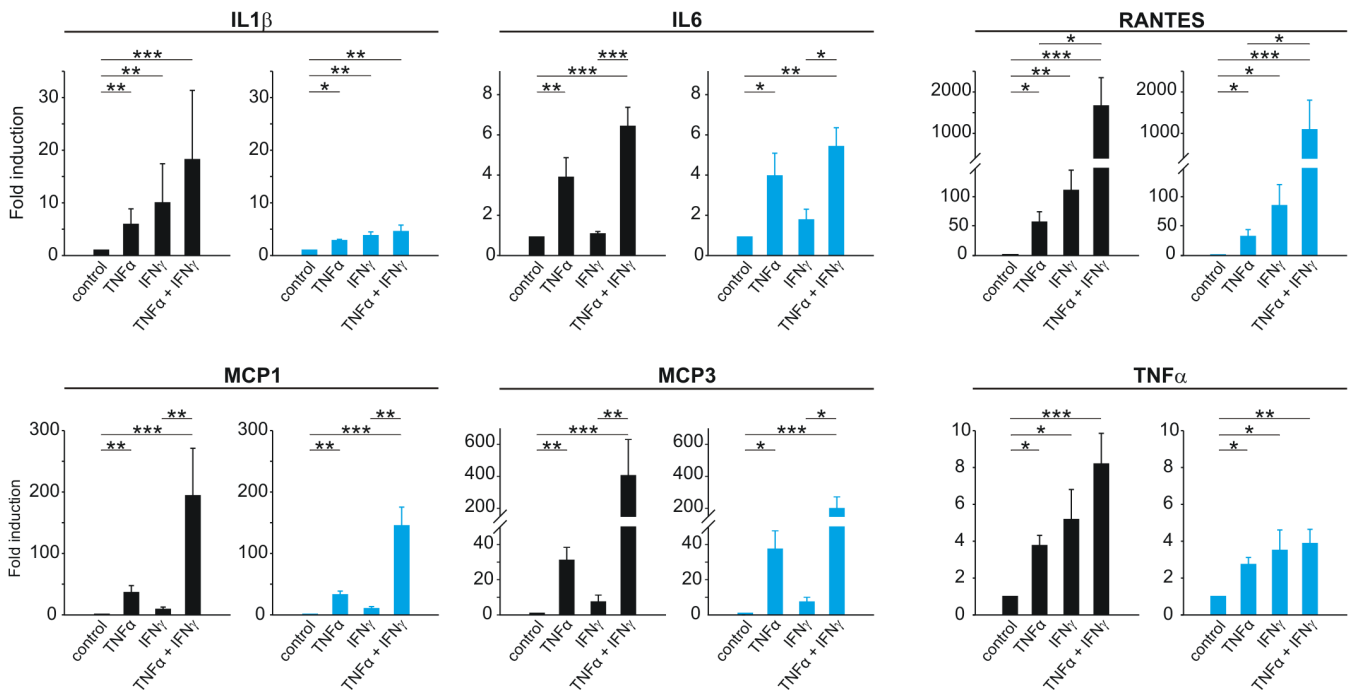 IL1β
IL6
RANTES
*** ** **
** ** *
*** *** **
* ** *
* *** ** *
* *** * *
Fold induction
30 20 10 0
30 20 10 0
8 6 4 2 0
8 6 4 2 0
2000 1000 100 50 0
2000 1000 100 50 0
control TNFα IFNγ TNFα + IFNγ
control TNFα IFNγ TNFα + IFNγ
control TNFα IFNγ TNFα + IFNγ
control TNFα IFNγ TNFα + IFNγ
control TNFα IFNγ TNFα + IFNγ
control TNFα IFNγ TNFα + IFNγ
MCP1
MCP3
TNFα
** *** **
** *** **
** *** **
* *** *
*** * *
** * *
Fold induction
300 200 100 0
300 200 100 0
600 400 200 40 20 0
600 400 200 40 20 0
10 8 6 4 2 0
10 8 6 4 2 0
control TNFα IFNγ TNFα + IFNγ
control TNFα IFNγ TNFα + IFNγ
control TNFα IFNγ TNFα + IFNγ
control TNFα IFNγ TNFα + IFNγ
control TNFα IFNγ TNFα + IFNγ
control TNFα IFNγ TNFα + IFNγ